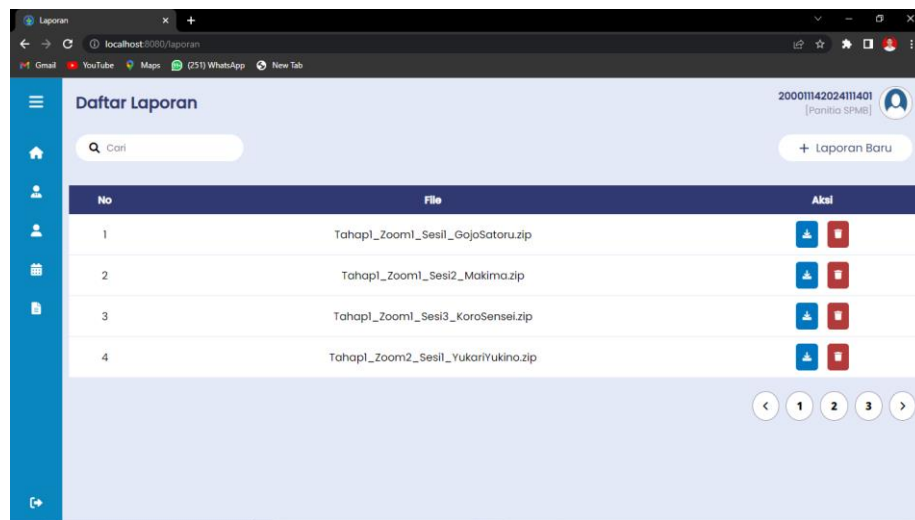 Laporan
localhost:8080/laporan
Gmail YouTube Maps (251) WhatsApp New Tab
Daftar Laporan
200011142024111401
[Panitia SPMB]
Cari
+ Laporan Baru
No File Aksi
1 Tahap1_Zoom1_Sesi1_GojoSatoru.zip
2 Tahap1_Zoom1_Sesi2_Makima.zip
3 Tahap1_Zoom1_Sesi3_KoroSensei.zip
4 Tahap1_Zoom2_Sesi1_YukariYukino.zip
< 1 2 3 >